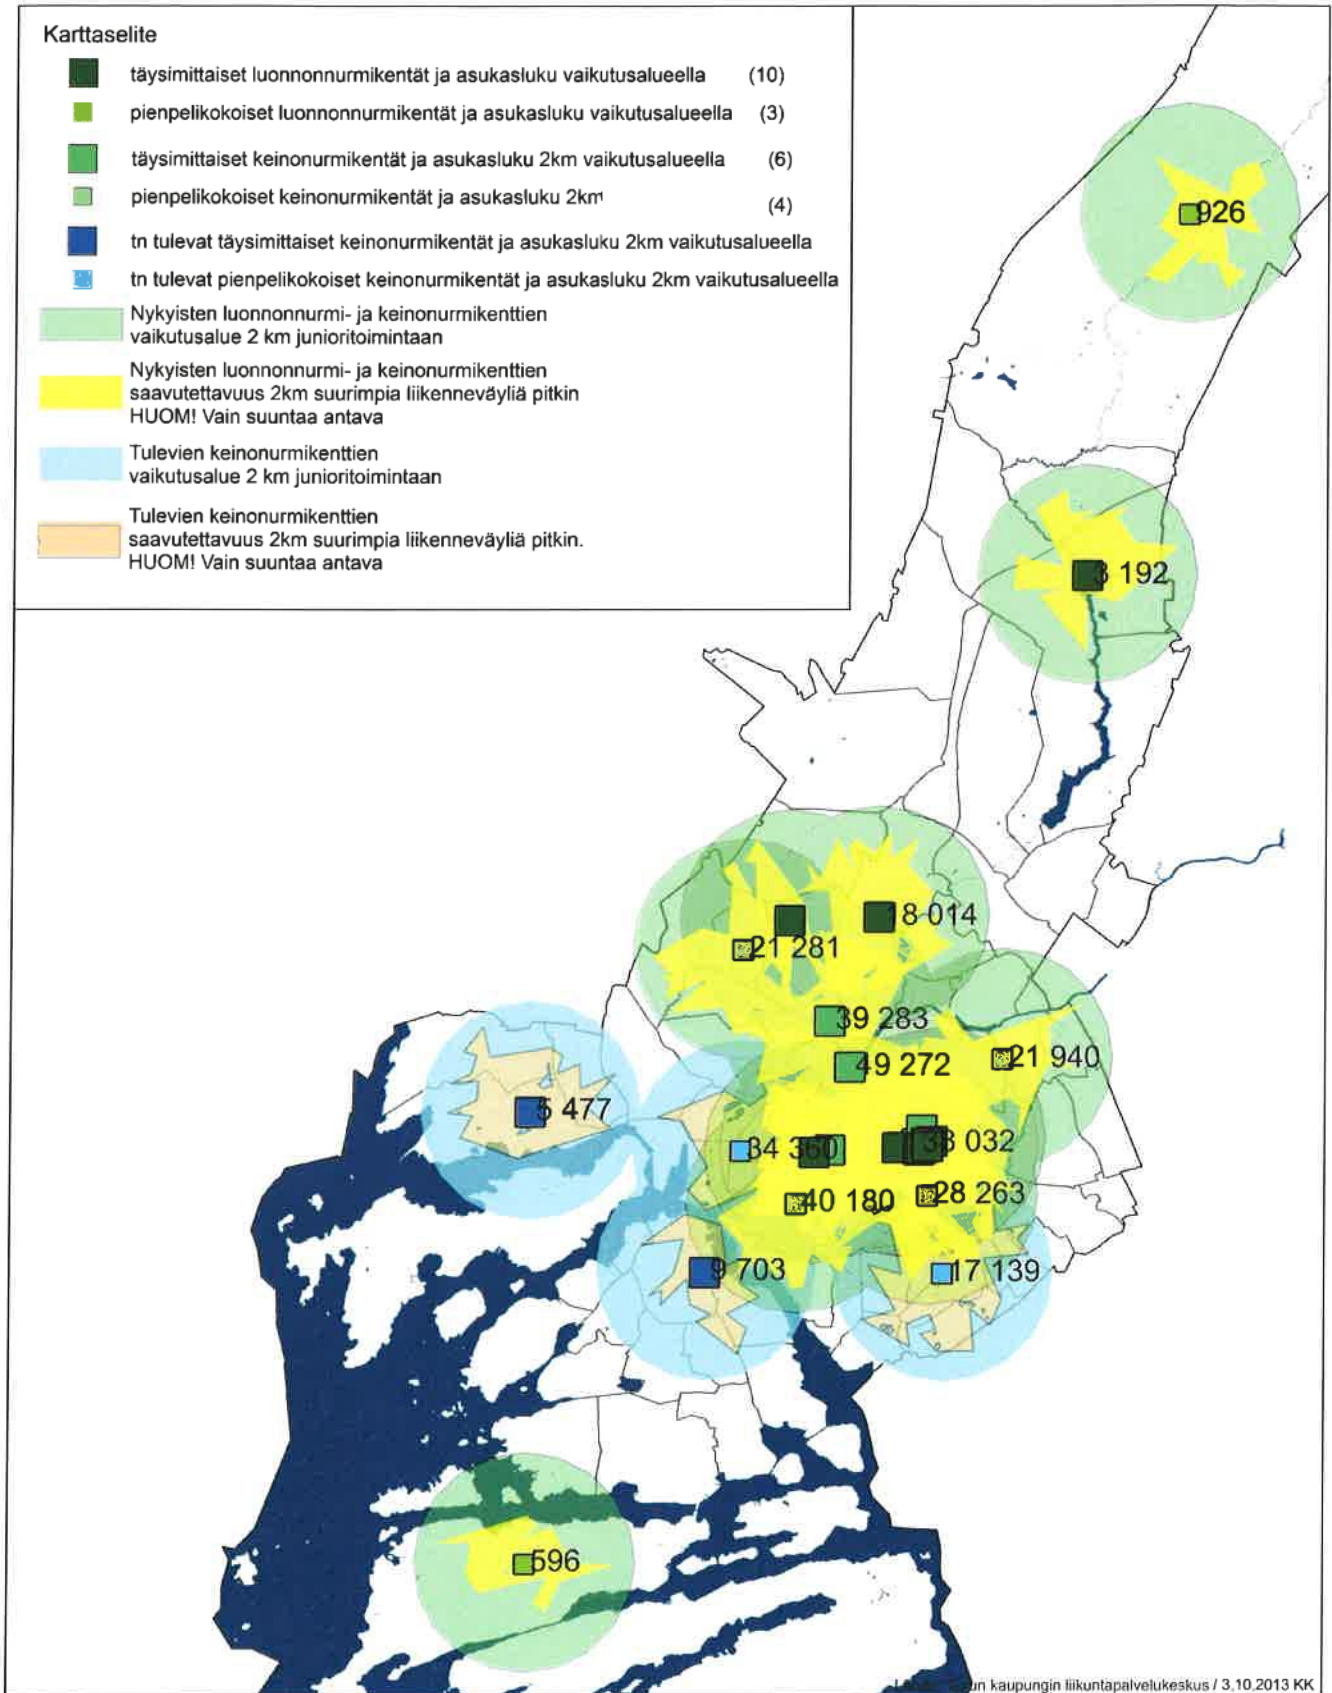 Karttaselite
täysimittaiset luonnonnurmikentät ja asukasluku vaikutusalueella (10)
pienpelikokoiset luonnonnurmikentät ja asukasluku vaikutusalueella (3)
täysimittaiset keinonurmikentät ja asukasluku 2km vaikutusalueella (6)
pienpelikokoiset keinonurmikentät ja asukasluku 2km (4)
tn tulevat täysimittaiset keinonurmikentät ja asukasluku 2km vaikutusalueella
tn tulevat pienpelikokoiset keinonurmikentät ja asukasluku 2km vaikutusalueella
Nykyisten luonnonnurmi- ja keinonurmikenttien
vaikutusalue 2 km junioritoimintaan
Nykyisten luonnonnurmi- ja keinonurmikenttien
saavutettavuus 2km suurimpia liikenneväyliä pitkin
HUOM! Vain suuntaa antava
Tulevien keinonurmikenttien
vaikutusalue 2 km junioritoimintaan
Tulevien keinonurmikenttien
saavutettavuus 2km suurimpia liikenneväyliä pitkin.
HUOM! Vain suuntaa antava
926
3 192
18 014
21 281
39 283
49 272
21 940
5 477
34 360
33 032
40 180
28 263
9 703
17 139
596
kaupungin liikuntapalvelukeskus / 3.10.2013 KK